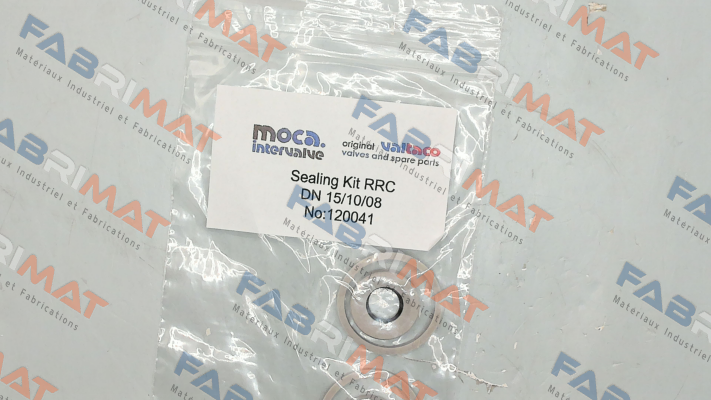 moca.
intervalve
original valtaco
valves and spare parts
Sealing Kit RRC
DN 15/10/08
No:120041
FABRIMAT
Matériaux Industriel et Fabrications